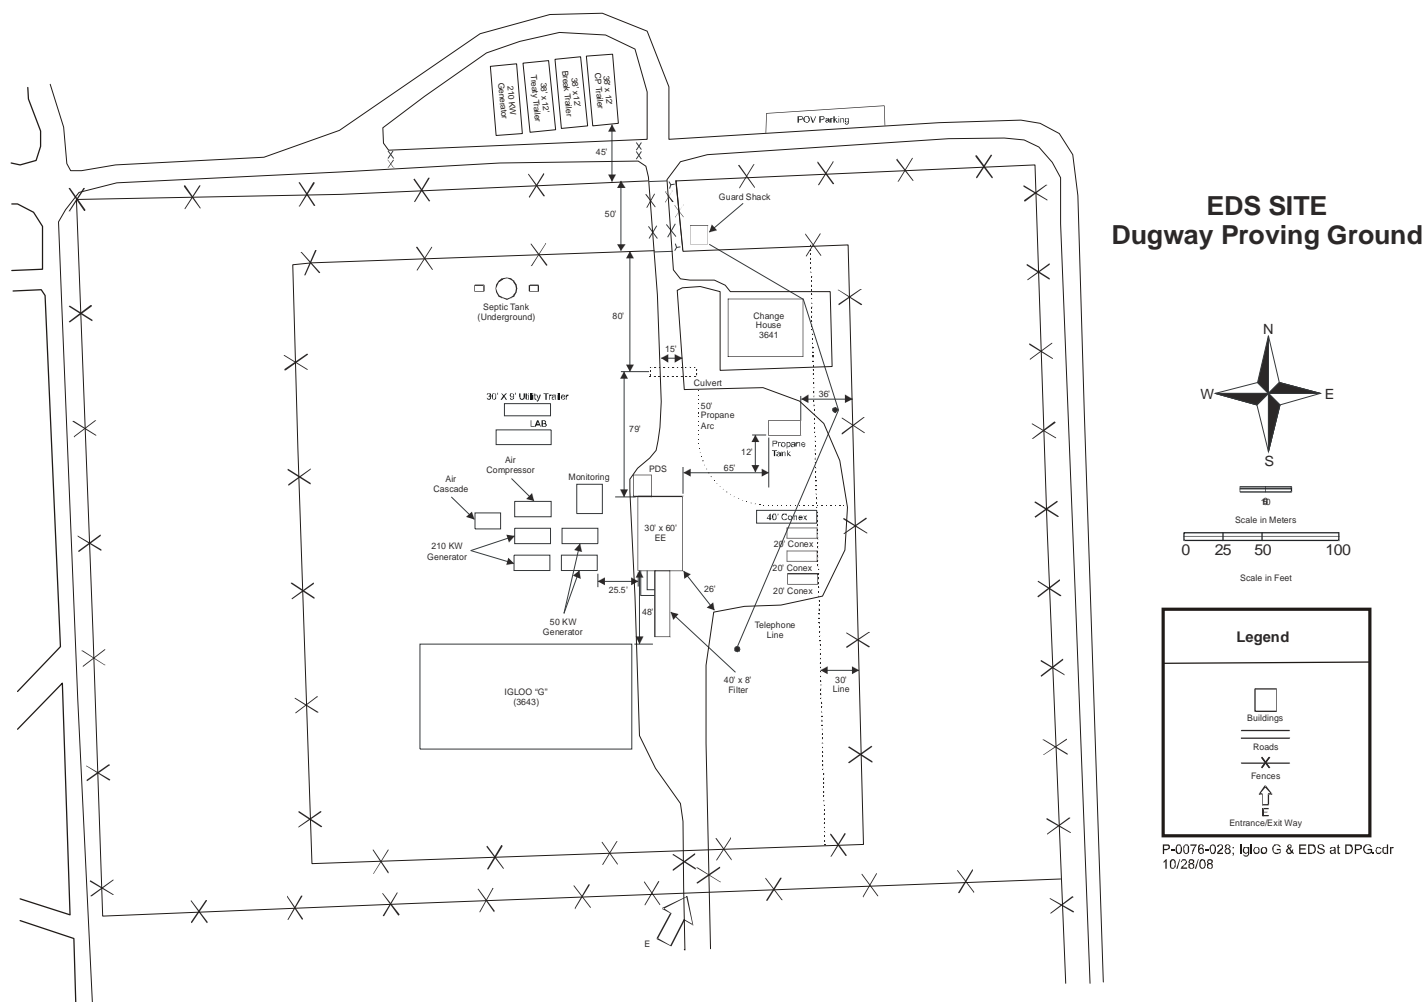 EDS SITE
Dugway Proving Ground
210 KW
Generator
38' x 12'
Treaty Trailer
38' x12'
Break Trailer
38' x 12'
CP Trailer
POV Parking
45'
50'
Guard Shack
Septic Tank
(Underground)
80'
Change
House
3641
15'
Culvert
36'
30' X 9' Utility Trailer
LAB
79'
50'
Propane
Arc
Propane
Tank
12'
65'
Air
Compressor
Air
Cascade
Monitoring
PDS
30' x 60'
EE
40' Conex
20' Conex
20' Conex
20' Conex
210 KW
Generator
25.5'
26'
48'
50 KW
Generator
Telephone
Line
40' x 8'
Filter
30'
Line
IGLOO "G"
(3643)
E
N
W
E
S
Scale in Meters
0
25
50
100
Scale in Feet
Legend
Buildings
Roads
X
Fences
E
Entrance/Exit Way
P-0076-028; Igloo G & EDS at DPG.cdr
10/28/08